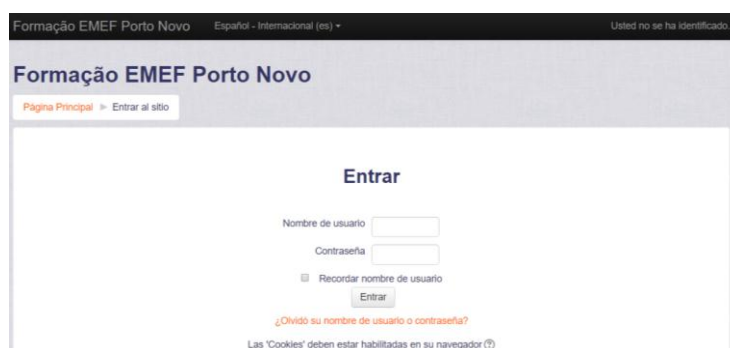 Formação EMEF Porto Novo Español - Internacional (es) Usted no se ha identificado.
Formação EMEF Porto Novo
Página Principal Entrar al sitio
Entrar
Nombre de usuario
Contraseña
Recordar nombre de usuario
Entrar
¿Olvidó su nombre de usuario o contraseña?
Las 'Cookies' deben estar habilitadas en su navegador